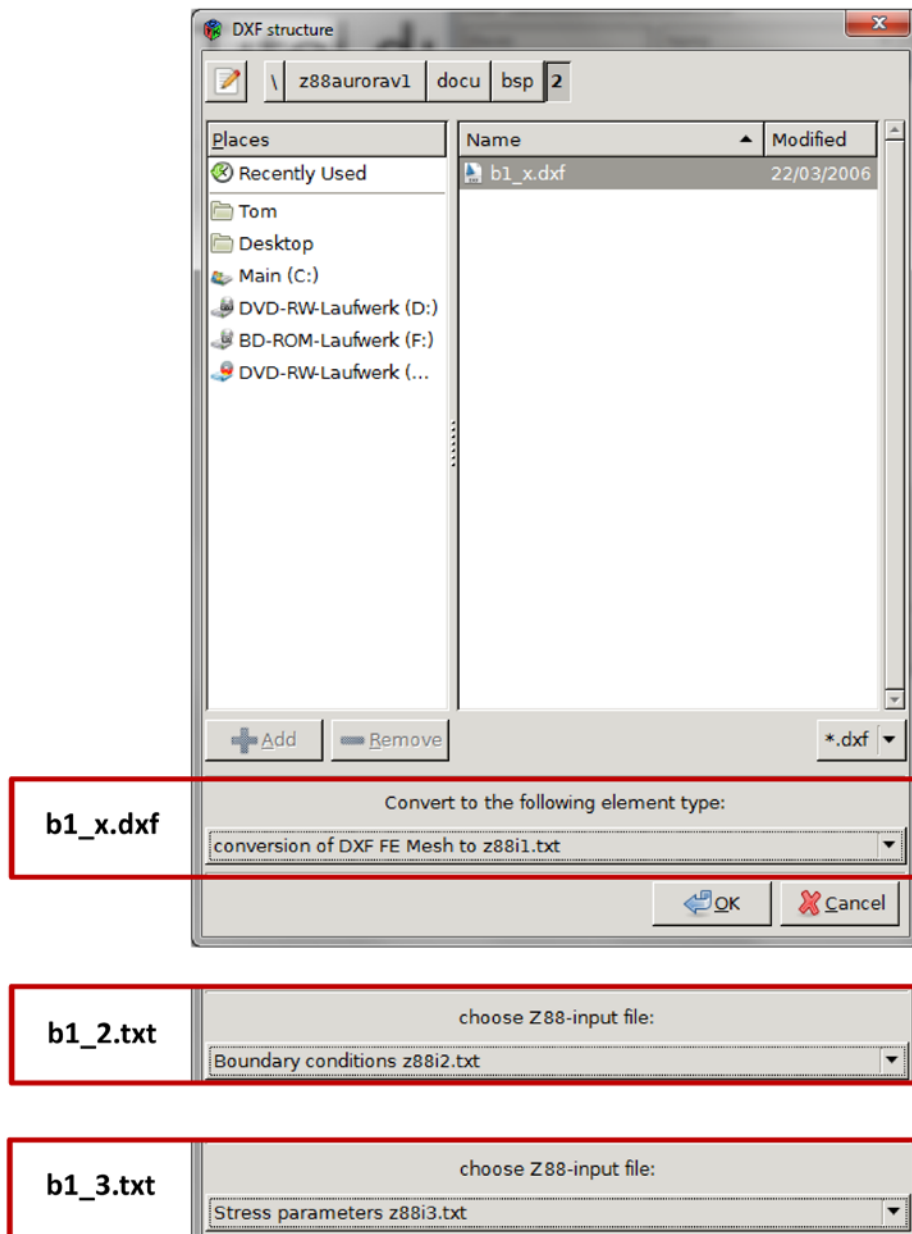 DXF structure
\ z88aurorav1 docu bsp 2
Places
Name Modified
Recently Used
b1_x.dxf 22/03/2006
Tom
Desktop
Main (C:)
DVD-RW-Laufwerk (D:)
BD-ROM-Laufwerk (F:)
DVD-RW-Laufwerk (...
Add Remove *.dxf
b1_x.dxf
Convert to the following element type:
conversion of DXF FE Mesh to z88i1.txt
OK Cancel
b1_2.txt
choose Z88-input file:
Boundary conditions z88i2.txt
b1_3.txt
choose Z88-input file:
Stress parameters z88i3.txt